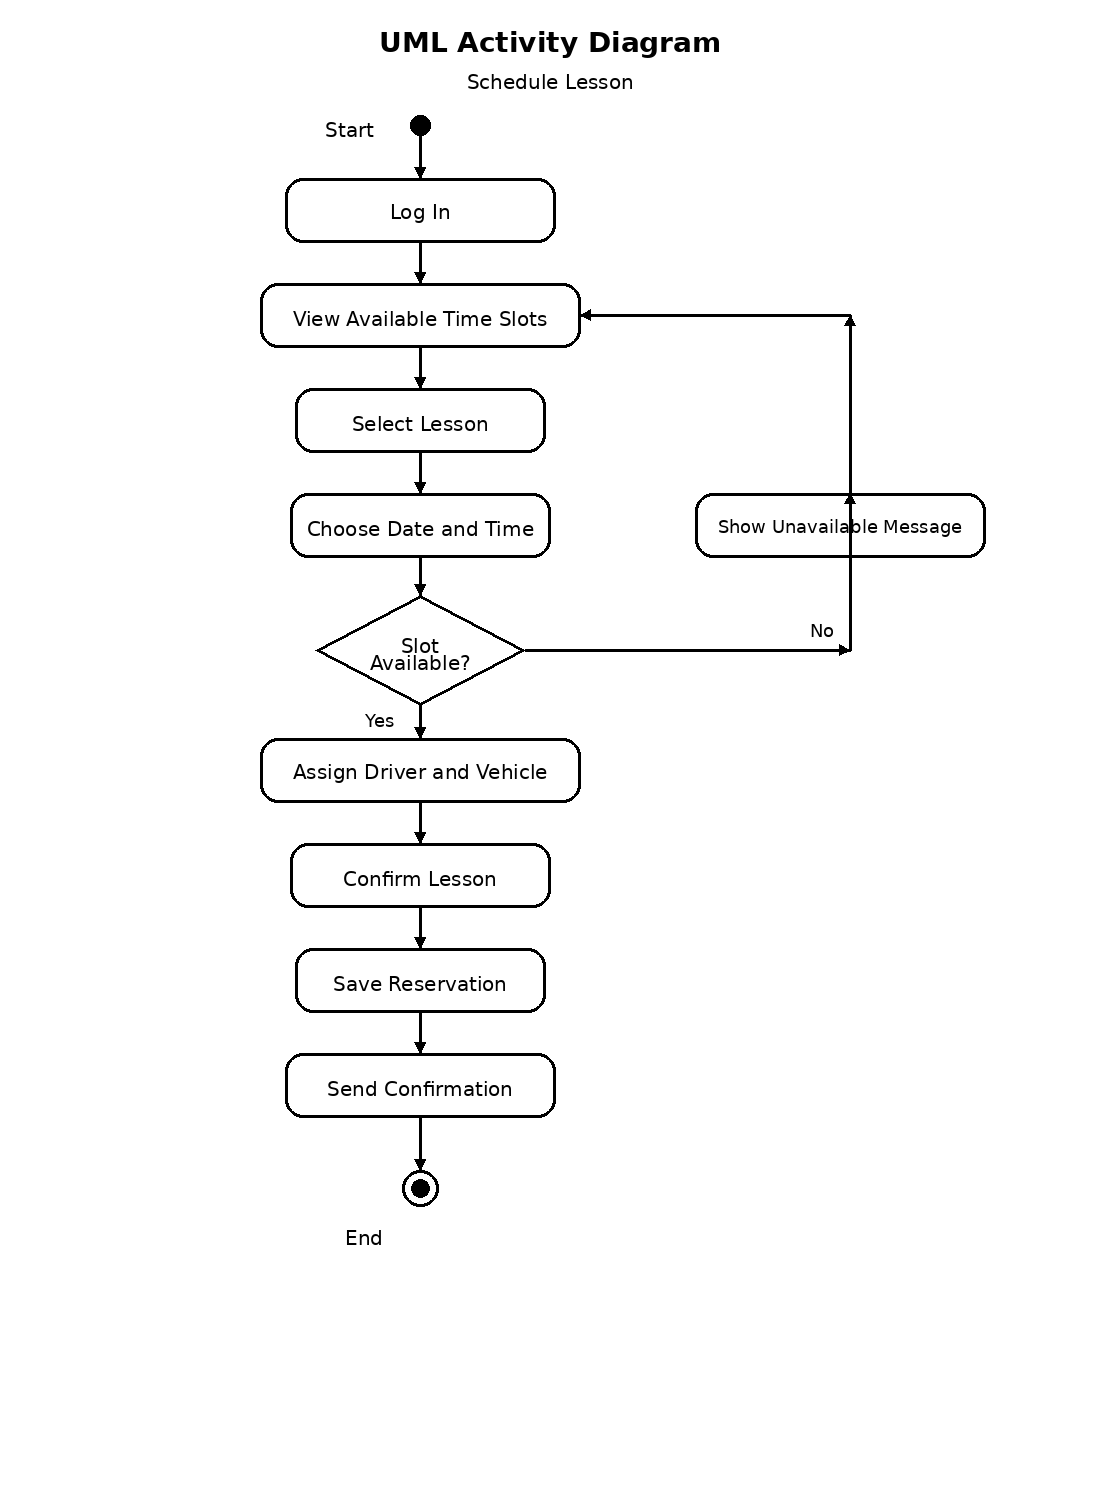 UML Activity Diagram
Schedule Lesson
Start
Log In
View Available Time Slots
Select Lesson
Choose Date and Time
Show Unavailable Message
No
Slot
Available?
Yes
Assign Driver and Vehicle
Confirm Lesson
Save Reservation
Send Confirmation
End